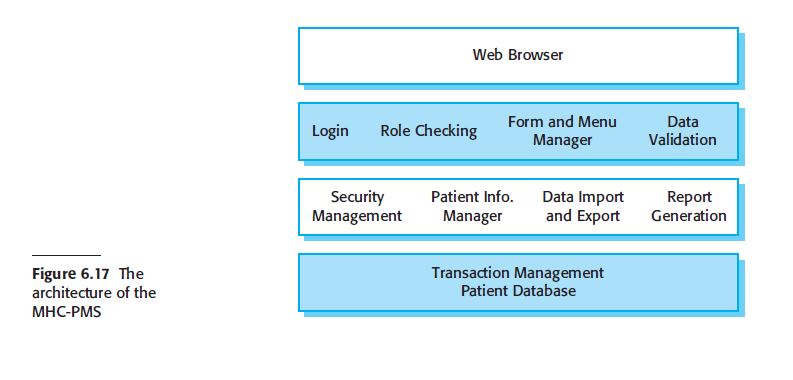 Web Browser
Login
Role Checking
Form and Menu
Manager
Data
Validation
Security
Management
Patient Info.
Manager
Data Import
and Export
Report
Generation
Transaction Management
Patient Database
Figure 6.17 The
architecture of the
MHC-PMS